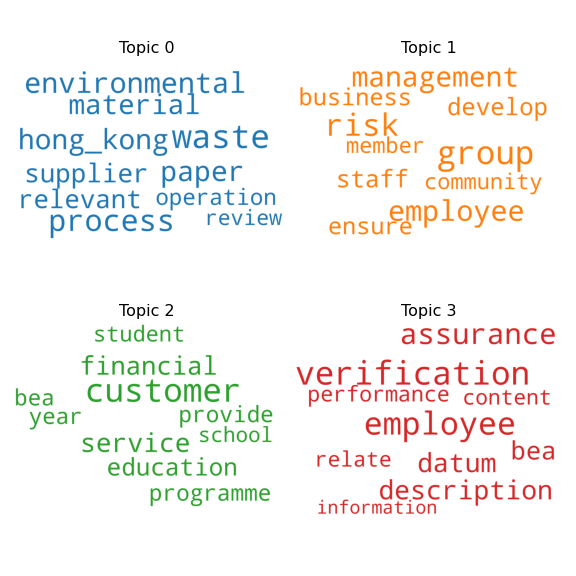 Topic 0
environmental
material
hong_kong waste
supplier paper
relevant operation
process review
Topic 1
management
business develop
risk
member group
staff community
employee
ensure
Topic 2
student
financial
customer
bea
year provide
service school
education
programme
Topic 3
assurance
verification
performance content
employee
relate datum bea
description
information